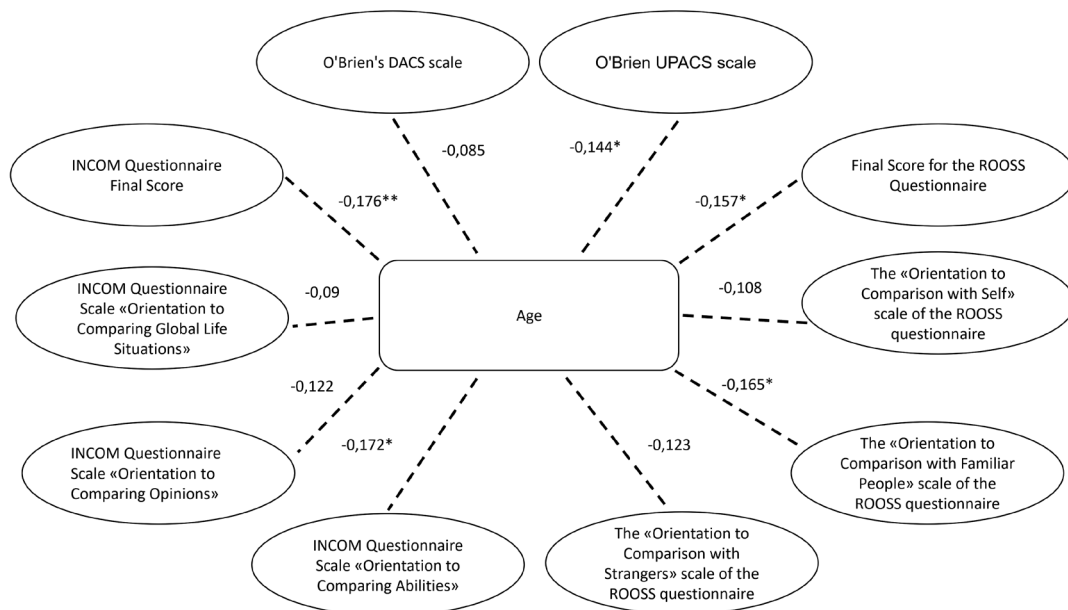 O'Brien's DACS scale
O'Brien UPACS scale
-0,085
-0,144*
INCOM Questionnaire
Final Score
-0,176**
-0,157*
Final Score for the ROOSS
Questionnaire
INCOM Questionnaire
Scale «Orientation to
Comparing Global Life
Situations»
-0,09
Age
-0,108
The «Orientation to
Comparison with Self»
scale of the ROOSS
questionnaire
-0,122
-0,165*
INCOM Questionnaire
Scale «Orientation to
Comparing Opinions»
-0,172*
-0,123
The «Orientation to
Comparison with Familiar
People» scale of the
ROOSS questionnaire
INCOM Questionnaire
Scale «Orientation to
Comparing Abilities»
The «Orientation to
Comparison with
Strangers» scale of the
ROOSS questionnaire